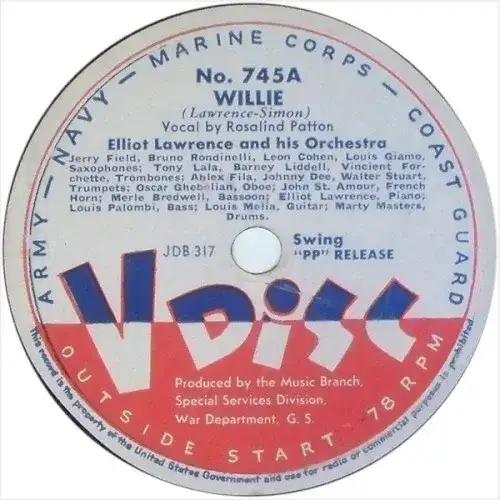 ARMY — NAVY — MARINE CORPS — COAST GUARD
No. 745A
WILLIE
(Lawrence-Simon)
Vocal by Rosalind Patton
Elliot Lawrence and his Orchestra
Jerry Field, Bruno Rondinelli, Leon Cohen, Louis Giamo,
Saxophones; Tony Lala, Barney Liddell, Vincient For-
chette, Trombones; Ablex Fila, Johnny Dee, Walter Stuart,
Trumpets; Oscar Ghebelian, Oboe; John St. Amour, French
Horn; Merle Bredwell, Bassoon; Elliot Lawrence, Piano;
Louis Palombi, Bass; Louis Melia, Guitar; Marty Masters,
Drums.
JDB 317
Swing
"PP" RELEASE
V DISC
Produced by the Music Branch,
Special Services Division,
War Department, G. S.
OUTSIDE START — 78 RPM
This record is the property of the United States Government and use for radio or commercial purposes is prohibited.